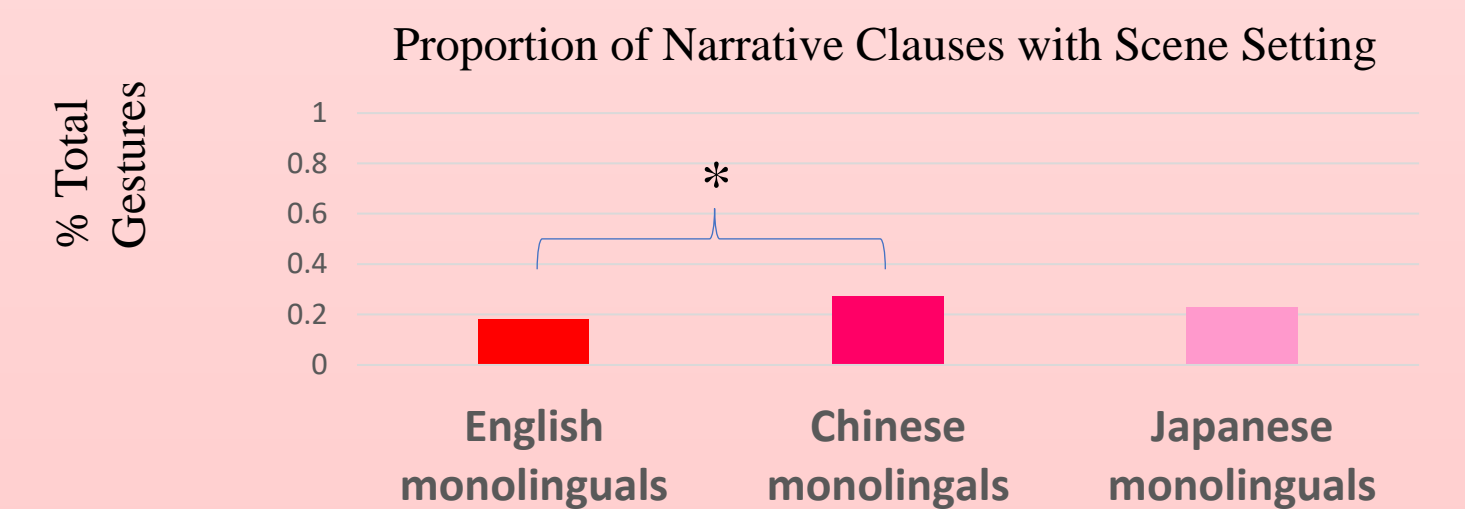 Proportion of Narrative Clauses with Scene Setting
% Total
Gestures
1
0.8
*
0.6
0.4
0.2
0
English
monolinguals
Chinese
monolingals
Japanese
monolinguals